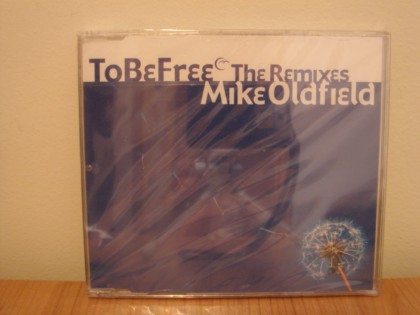 ToBeFree The Remixes
Mike Oldfield